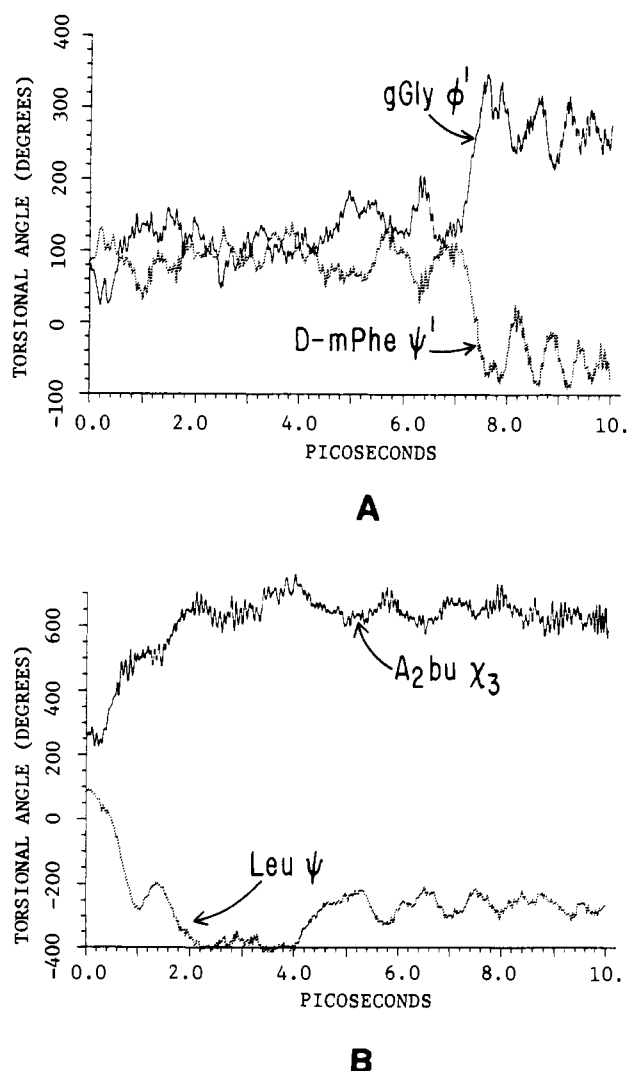 400
300
200
100
0
-100
TORSIONAL ANGLE (DEGREES)
gGly ϕ'
D-mPhe ψ'
0.0 2.0 4.0 6.0 8.0 10.
PICOSECONDS
A
600
400
200
0
-200
-400
TORSIONAL ANGLE (DEGREES)
A₂bu χ₃
Leu ψ
0.0 2.0 4.0 6.0 8.0 10.
PICOSECONDS
B